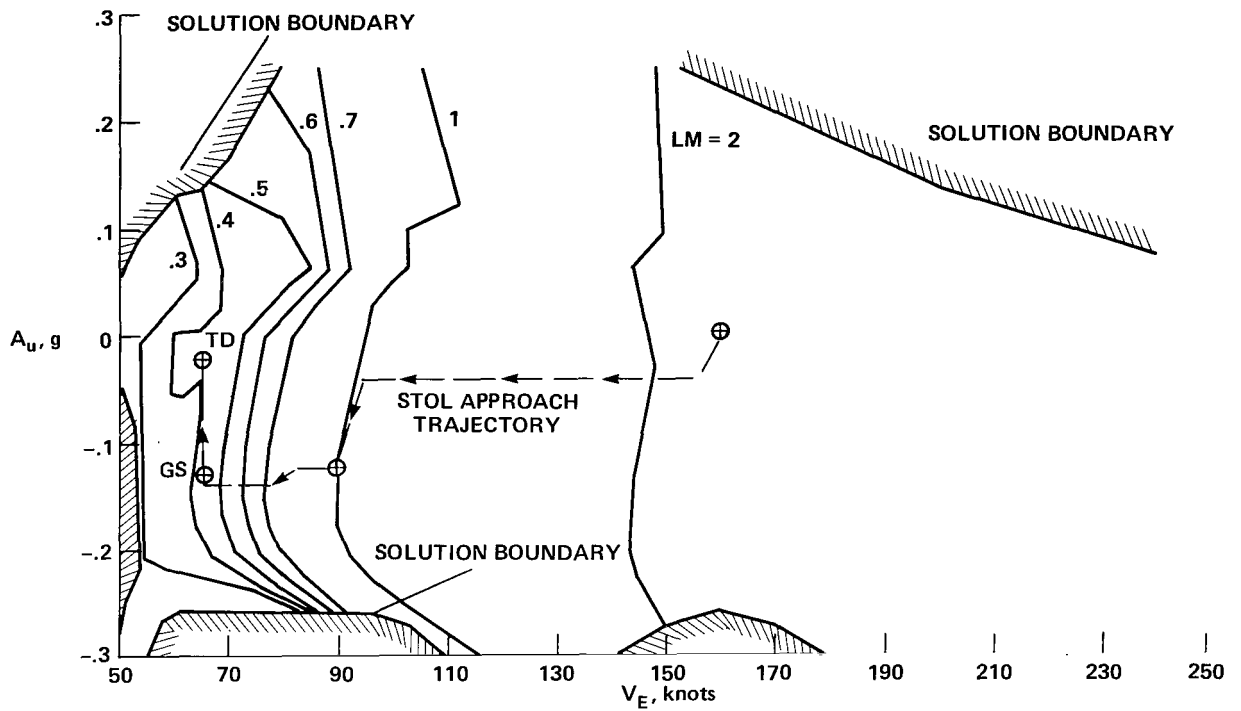 .3
SOLUTION BOUNDARY
.2
.6
.7
1
LM = 2
SOLUTION BOUNDARY
.5
.4
.1
.3
A_u, g
0
TD
STOL APPROACH
TRAJECTORY
-.1
GS
-.2
SOLUTION BOUNDARY
-.3
50
70
90
110
130
150
170
190
210
230
250
V_E, knots